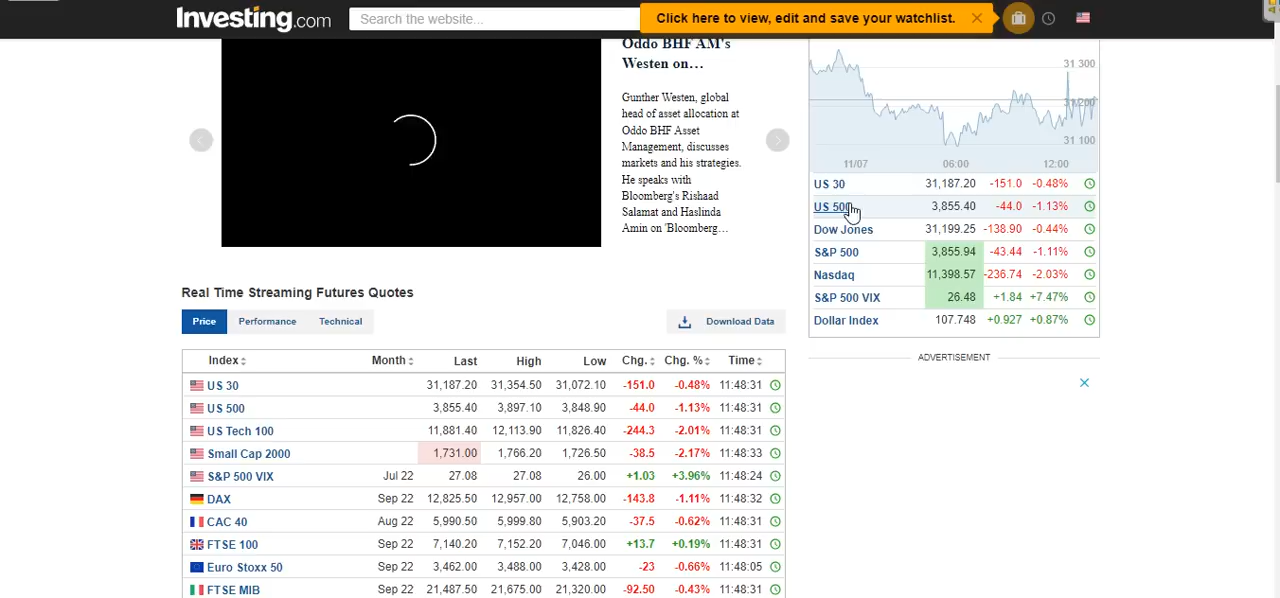 Investing.com
Search the website...
Click here to view, edit and save your watchlist.
Oddo BHF AM's
Westen on…
Gunther Westen, global
head of asset allocation at
Oddo BHF Asset
Management, discusses
markets and his strategies.
He speaks with
Bloomberg's Rishaad
Salamat and Haslinda
Amin on 'Bloomberg…
31 300
31 200
31 100
11/07 06:00 12:00
US 30 31,187.20 -151.0 -0.48%
US 500 3,855.40 -44.0 -1.13%
Dow Jones 31,199.25 -138.90 -0.44%
S&P 500 3,855.94 -43.44 -1.11%
Nasdaq 11,398.57 -236.74 -2.03%
S&P 500 VIX 26.48 +1.84 +7.47%
Dollar Index 107.748 +0.927 +0.87%
ADVERTISEMENT
Real Time Streaming Futures Quotes
Price Performance Technical Download Data
Index Month Last High Low Chg. Chg. % Time
US 30 31,187.20 31,354.50 31,072.10 -151.0 -0.48% 11:48:31
US 500 3,855.40 3,897.10 3,848.90 -44.0 -1.13% 11:48:31
US Tech 100 11,881.40 12,113.90 11,826.40 -244.3 -2.01% 11:48:31
Small Cap 2000 1,731.00 1,766.20 1,726.50 -38.5 -2.17% 11:48:33
S&P 500 VIX Jul 22 27.08 27.08 26.00 +1.03 +3.96% 11:48:24
DAX Sep 22 12,825.50 12,957.00 12,758.00 -143.8 -1.11% 11:48:32
CAC 40 Aug 22 5,990.50 5,999.80 5,903.20 -37.5 -0.62% 11:48:31
FTSE 100 Sep 22 7,140.20 7,152.20 7,046.00 +13.7 +0.19% 11:48:31
Euro Stoxx 50 Sep 22 3,462.00 3,488.00 3,428.00 -23 -0.66% 11:48:05
FTSE MIB Sep 22 21,487.50 21,675.00 21,320.00 -92.50 -0.43% 11:48:31